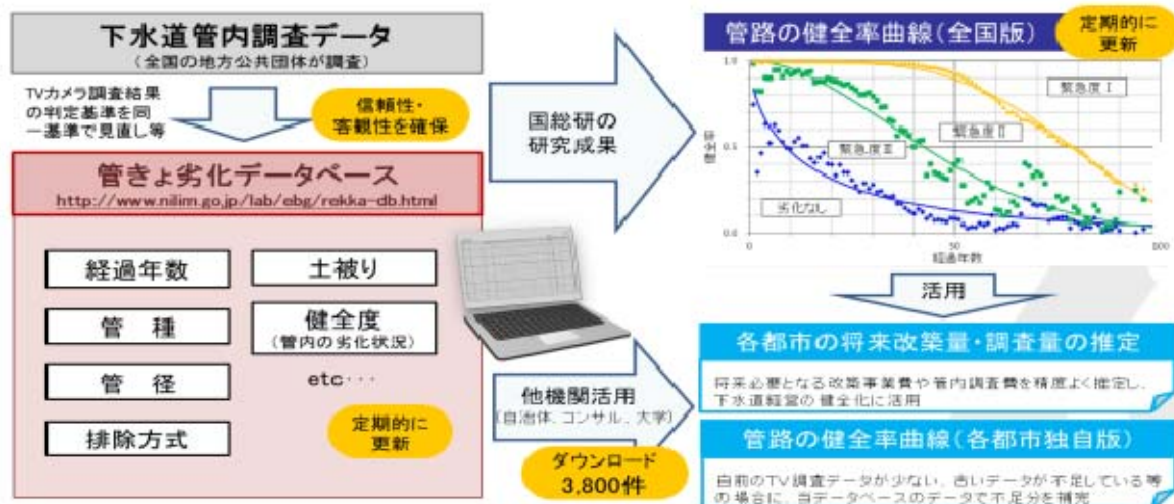 下水道管内調査データ
(全国の地方公共団体が調査)
TVカメラ調査結果
の判定基準を同
一基準で見直し等
信頼性・
客観性を確保
管きょ劣化データベース
http://www.nilim.go.jp/lab/ebg/rekka-db.html
経過年数
土被り
管 種
健全度
(管内の劣化状況)
管 径
etc・・・
排除方式
定期的に
更新
国総研の
研究成果
他機関活用
(自治体、コンサル、大学)
ダウンロード
3,800件
管路の健全率曲線(全国版)
定期的に
更新
1.0
0.5
0.0
健全率
緊急度Ⅰ
緊急度Ⅱ
緊急度Ⅲ
劣化なし
0
50
100
経過年数
活用
各都市の将来改築量・調査量の推定
将来必要となる改築事業費や管内調査費を精度よく推定し、
下水道経営の健全化に活用
管路の健全率曲線(各都市独自版)
自前のTV調査データが少ない、古いデータが不足している等
の場合に、当データベースのデータで不足分を補完